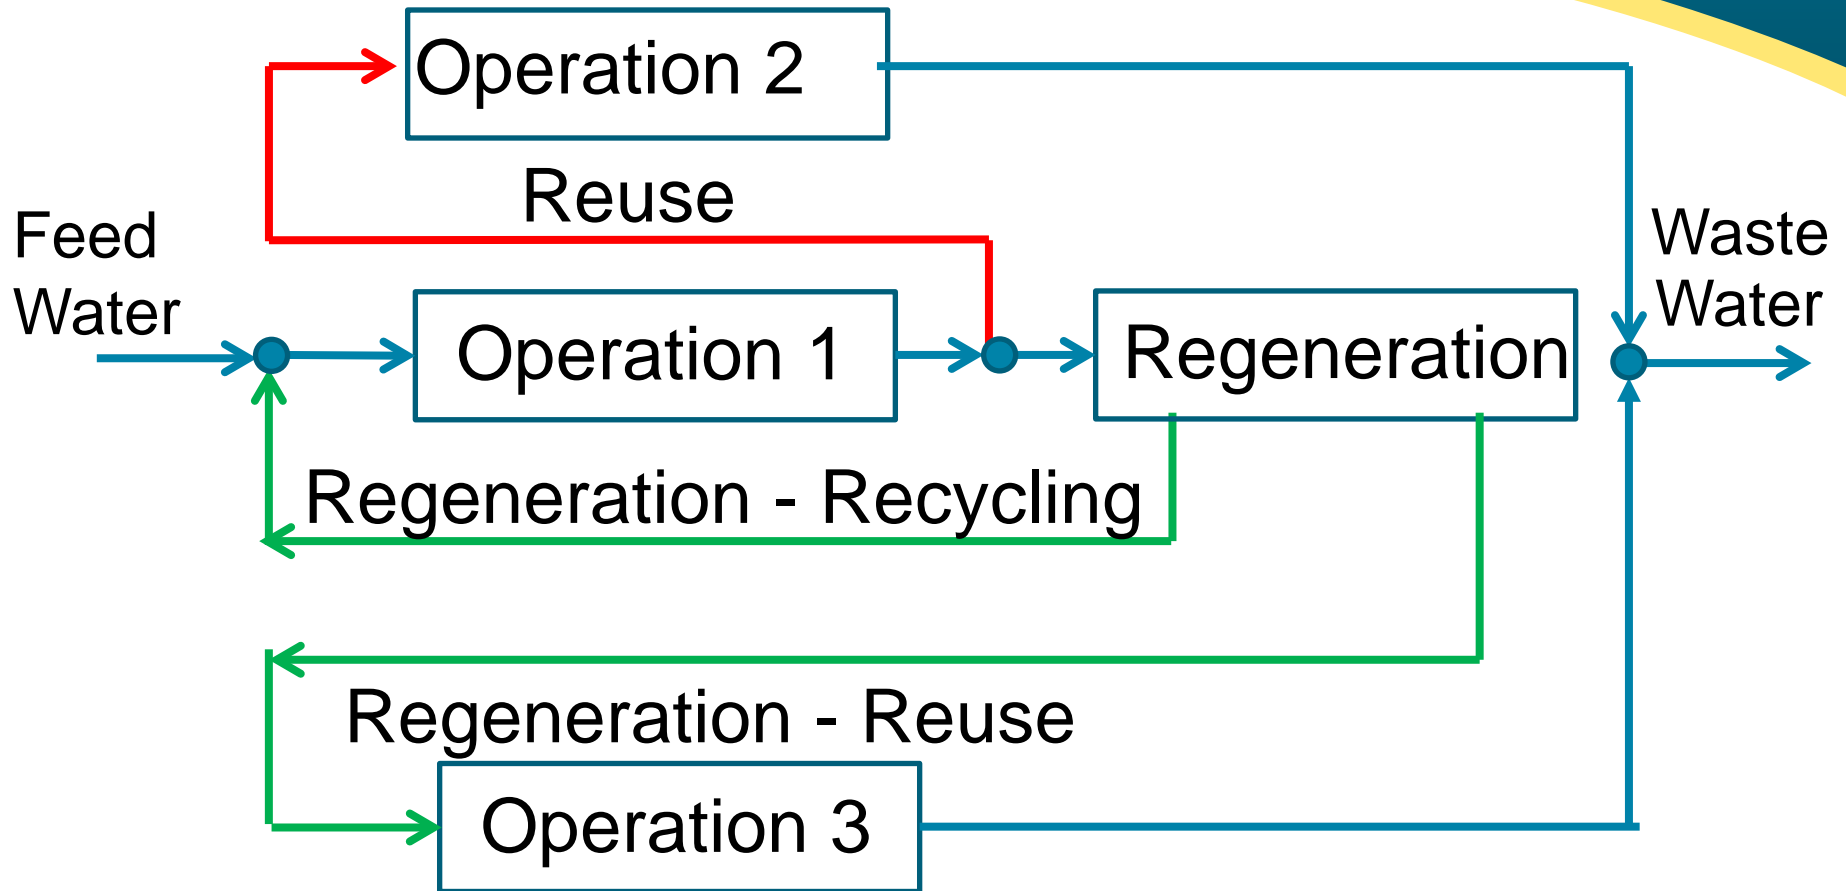 Operation 2
Reuse
Feed
Water
Waste
Water
Operation 1
Regeneration
Regeneration - Recycling
Regeneration - Reuse
Operation 3